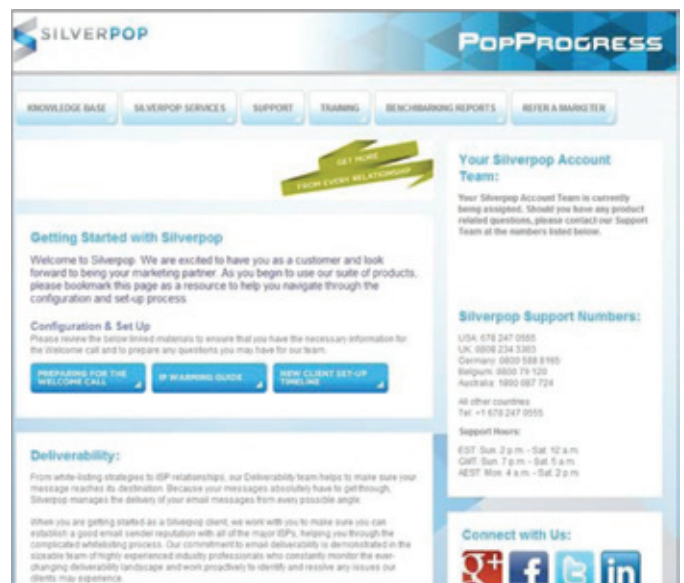 SILVERPOP
POPPROGRESS
KNOWLEDGE BASE
SILVERPOP SERVICES
SUPPORT
TRAINING
BENCHMARKING REPORTS
REFER A MARKETER
GET MORE
FROM EVERY RELATIONSHIP
Getting Started with Silverpop
Welcome to Silverpop. We are excited to have you as a customer and look
forward to being your marketing partner. As you begin to use our suite of products,
please bookmark this page as a resource to help you navigate through the
configuration and set-up process.
Configuration & Set Up
Please review the below linked materials to ensure that you have the necessary information for
the Welcome call and to prepare any questions you may have for our team.
PREPARING FOR THE
WELCOME CALL
IP WARMING GUIDE
NEW CLIENT SET-UP
TIMELINE
Deliverability:
From white-listing strategies to ISP relationships, our Deliverability team helps to make sure your
message reaches its destination. Because your messages absolutely have to get through,
Silverpop manages the delivery of your email messages from every possible angle.
When you are getting started as a Silverpop client, we work with you to make sure you can
establish a good email sender reputation with all of the major ISPs, helping you through the
complicated whitelisting process. Our commitment to email deliverability is demonstrated in the
sizeable team of highly experienced industry professionals who constantly monitor the ever-
changing deliverability landscape and work proactively to identify and resolve any issues our
clients may experience.
Your Silverpop Account
Team:
Your Silverpop Account Team is currently
being assigned. Should you have any product
related questions, please contact our Support
Team at the numbers listed below.
Silverpop Support Numbers:
USA: 678 247 0555
UK: 0808 234 3383
Germany: 0800 588 8165
Belgium: 0800 79 120
Australia: 1800 087 724
All other countries
Tel: +1 678 247 0555
Support Hours:
EST: Sun. 2 p.m. - Sat. 12 a.m.
GMT: Sun. 7 p.m. - Sat. 5 a.m.
AEST: Mon. 4 a.m. - Sat. 2 p.m.
Connect with Us: